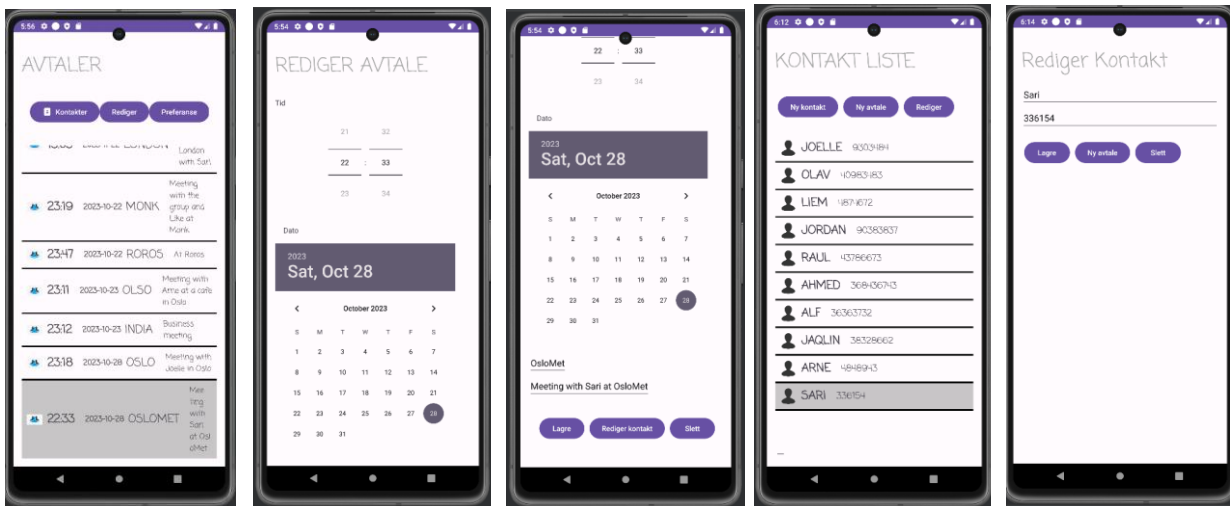 5:56
AVTALER
Kontakter Rediger Preferanse
London
with Sari
Meeting
with the
23:19 2023-10-22 MONK group and
Like at
Monk
23:47 2023-10-22 ROROS At Roros
Meeting with
23:11 2023-10-23 OLSO Arne at a cafe
in Oslo
23:12 2023-10-23 INDIA Business
meeting
23:18 2023-10-28 OSLO Meeting with
Joelle in Oslo
Mee
ting
22:33 2023-10-28 OSLOMET with
Sari
at Osl
oMet
5:54
REDIGER AVTALE
Tid
21 32
22 : 33
23 34
Dato
2023
Sat, Oct 28
< October 2023 >
S M T W T F S
1 2 3 4 5 6 7
8 9 10 11 12 13 14
15 16 17 18 19 20 21
22 23 24 25 26 27 28
29 30 31
5:54
22 : 33
23 34
Dato
2023
Sat, Oct 28
< October 2023 >
S M T W T F S
1 2 3 4 5 6 7
8 9 10 11 12 13 14
15 16 17 18 19 20 21
22 23 24 25 26 27 28
29 30 31
OsloMet
Meeting with Sari at OsloMet
Lagre Rediger kontakt Slett
6:12
KONTAKT LISTE
Ny kontakt Ny avtale Rediger
JOELLE 9303484
OLAV 40983483
LIEM 4874672
JORDAN 90383837
RAUL 43786673
AHMED 368436743
ALF 36363732
JAQLIN 38328662
ARNE 4848943
SARI 336154
6:14
Rediger Kontakt
Sari
336154
Lagre Ny avtale Slett